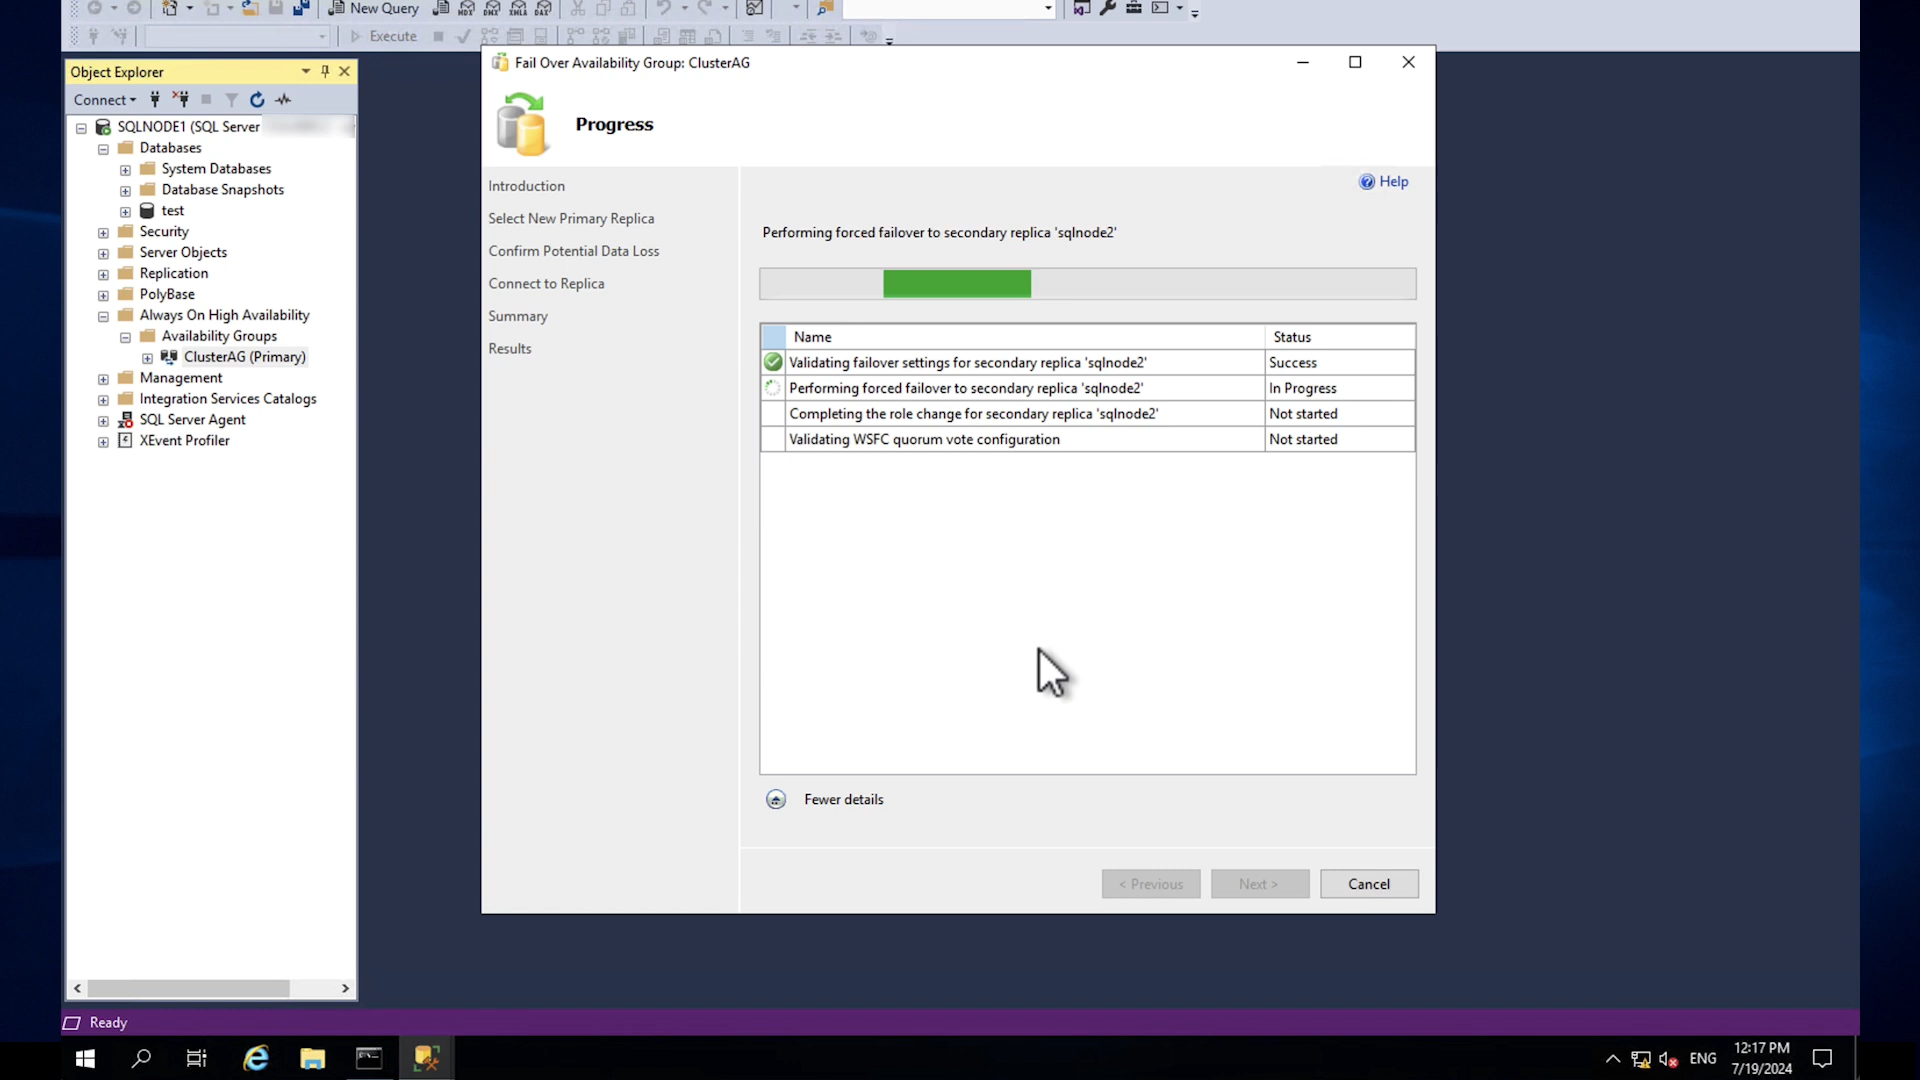 New Query
MDX
DMX
XMLA
DAX
Execute
Object Explorer
Connect
SQLNODE1 (SQL Server
Databases
System Databases
Database Snapshots
test
Security
Server Objects
Replication
PolyBase
Always On High Availability
Availability Groups
ClusterAG (Primary)
Management
Integration Services Catalogs
SQL Server Agent
XEvent Profiler
Fail Over Availability Group: ClusterAG
Progress
Introduction
Select New Primary Replica
Confirm Potential Data Loss
Connect to Replica
Summary
Results
Help
Performing forced failover to secondary replica 'sqlnode2'
Name Status
Validating failover settings for secondary replica 'sqlnode2' Success
Performing forced failover to secondary replica 'sqlnode2' In Progress
Completing the role change for secondary replica 'sqlnode2' Not started
Validating WSFC quorum vote configuration Not started
Fewer details
< Previous Next > Cancel
Ready
ENG
12:17 PM
7/19/2024